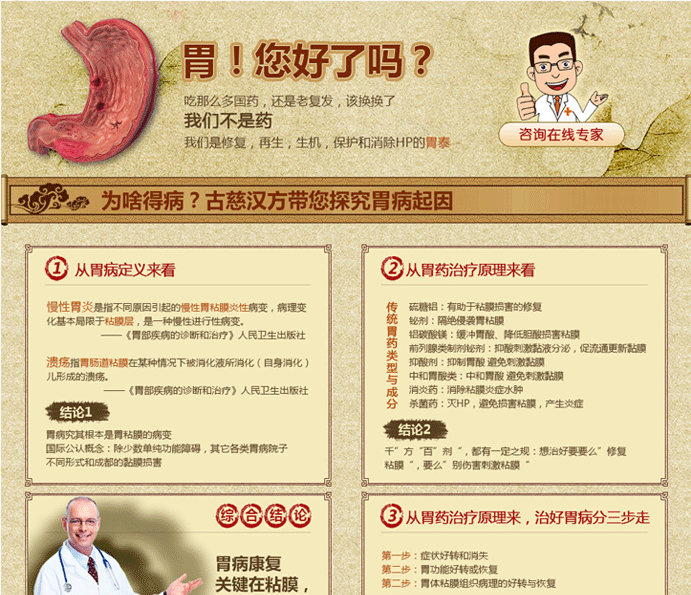 胃！您好了吗？
吃那么多国药，还是老复发，该换换了
我们不是药
我们是修复，再生，生机，保护和消除HP的胃泰
咨询在线专家
为啥得病？古慈汉方带您探究胃病起因
1 从胃病定义来看
慢性胃炎是指不同原因引起的慢性胃粘膜炎性病变，病理变
化基本局限于粘膜层，是一种慢性进行性病变。
——《胃部疾病的诊断和治疗》人民卫生出版社
溃疡指胃肠道粘膜在某种情况下被消化液所消化（自身消化）
儿形成的溃疡。
——《胃部疾病的诊断和治疗》人民卫生出版社
结论1
胃病究其根本是胃粘膜的病变
国际公认概念：除少数单纯功能障碍，其它各类胃病院子
不同形式和成都的黏膜损害
2 从胃药治疗原理来看
传统胃药类型与成分
硫糖铝：有助于粘膜损害的修复
铋剂：隔绝侵袭胃粘膜
铝碳酸镁：缓冲胃酸、降低胆酸损害粘膜
前列腺类制剂铋剂：抑酸刺激黏液分泌，促流通更新黏膜
抑酸剂：抑制胃酸 避免刺激黏膜
中和胃酸类：中和胃酸 避免刺激黏膜
消炎药：消除粘膜炎症水肿
杀菌药：灭HP，避免损害粘膜，产生炎症
结论2
千”方“百”剂“，都有一定之规：想治好要要么”修复
粘膜“，要么”别伤害刺激粘膜“
综合结论
胃病康复
关键在粘膜，
3 从胃药治疗原理来，治好胃病分三步走
第一步：症状好转和消失
第二步：胃功能好转或恢复
第二步：胃体粘膜组织病理的好转与恢复